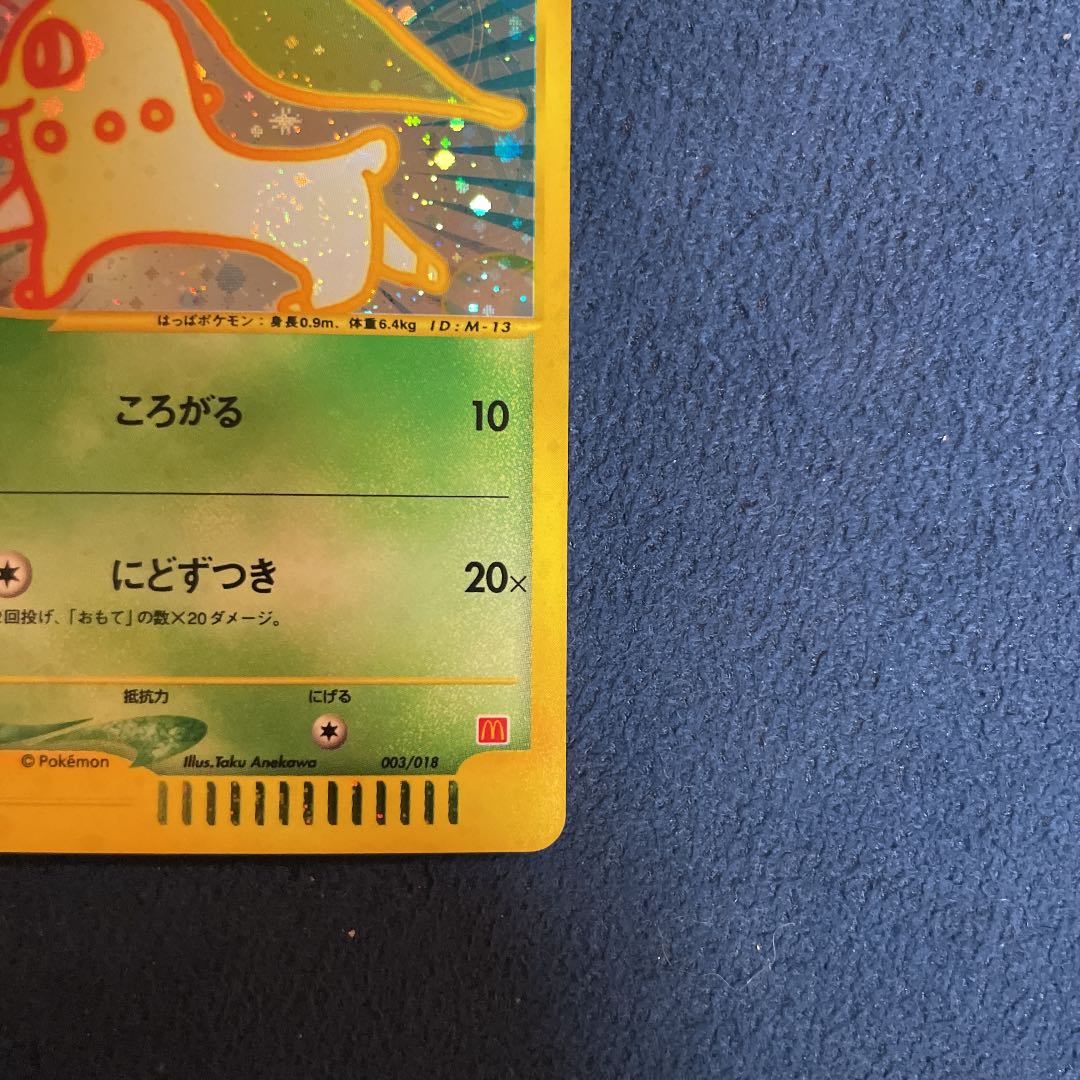 はっぱポケモン：身長0.9m、体重6.4kg ID:M-13
ころがる 10
にどずつき 20×
回投げ、「おもて」の数×20ダメージ。
抵抗力 にげる
© Pokémon Illus.Taku Anekawa 003/018